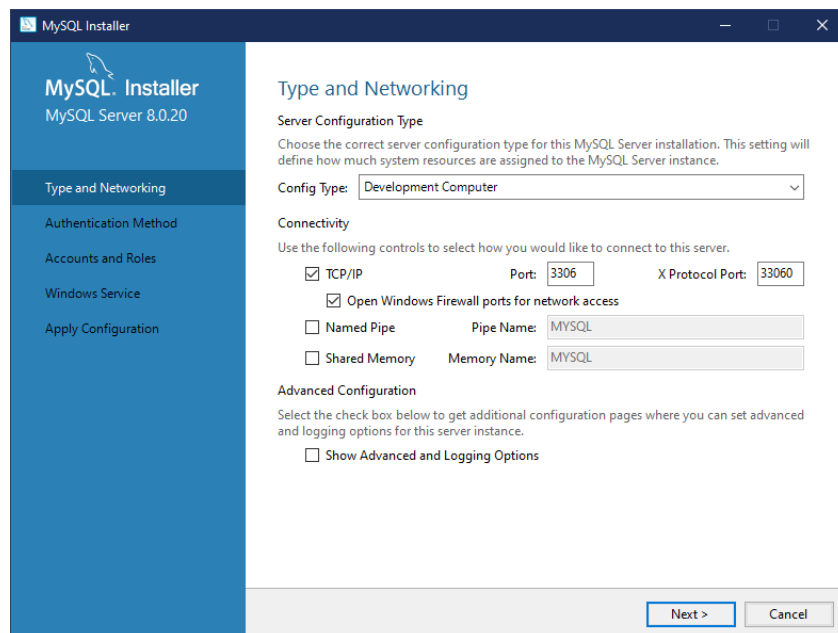 MySQL Installer
MySQL. Installer
MySQL Server 8.0.20
Type and Networking
Authentication Method
Accounts and Roles
Windows Service
Apply Configuration
Type and Networking
Server Configuration Type
Choose the correct server configuration type for this MySQL Server installation. This setting will
define how much system resources are assigned to the MySQL Server instance.
Config Type: Development Computer
Connectivity
Use the following controls to select how you would like to connect to this server.
TCP/IP Port: 3306 X Protocol Port: 33060
Open Windows Firewall ports for network access
Named Pipe Pipe Name: MYSQL
Shared Memory Memory Name: MYSQL
Advanced Configuration
Select the check box below to get additional configuration pages where you can set advanced
and logging options for this server instance.
Show Advanced and Logging Options
Next > Cancel